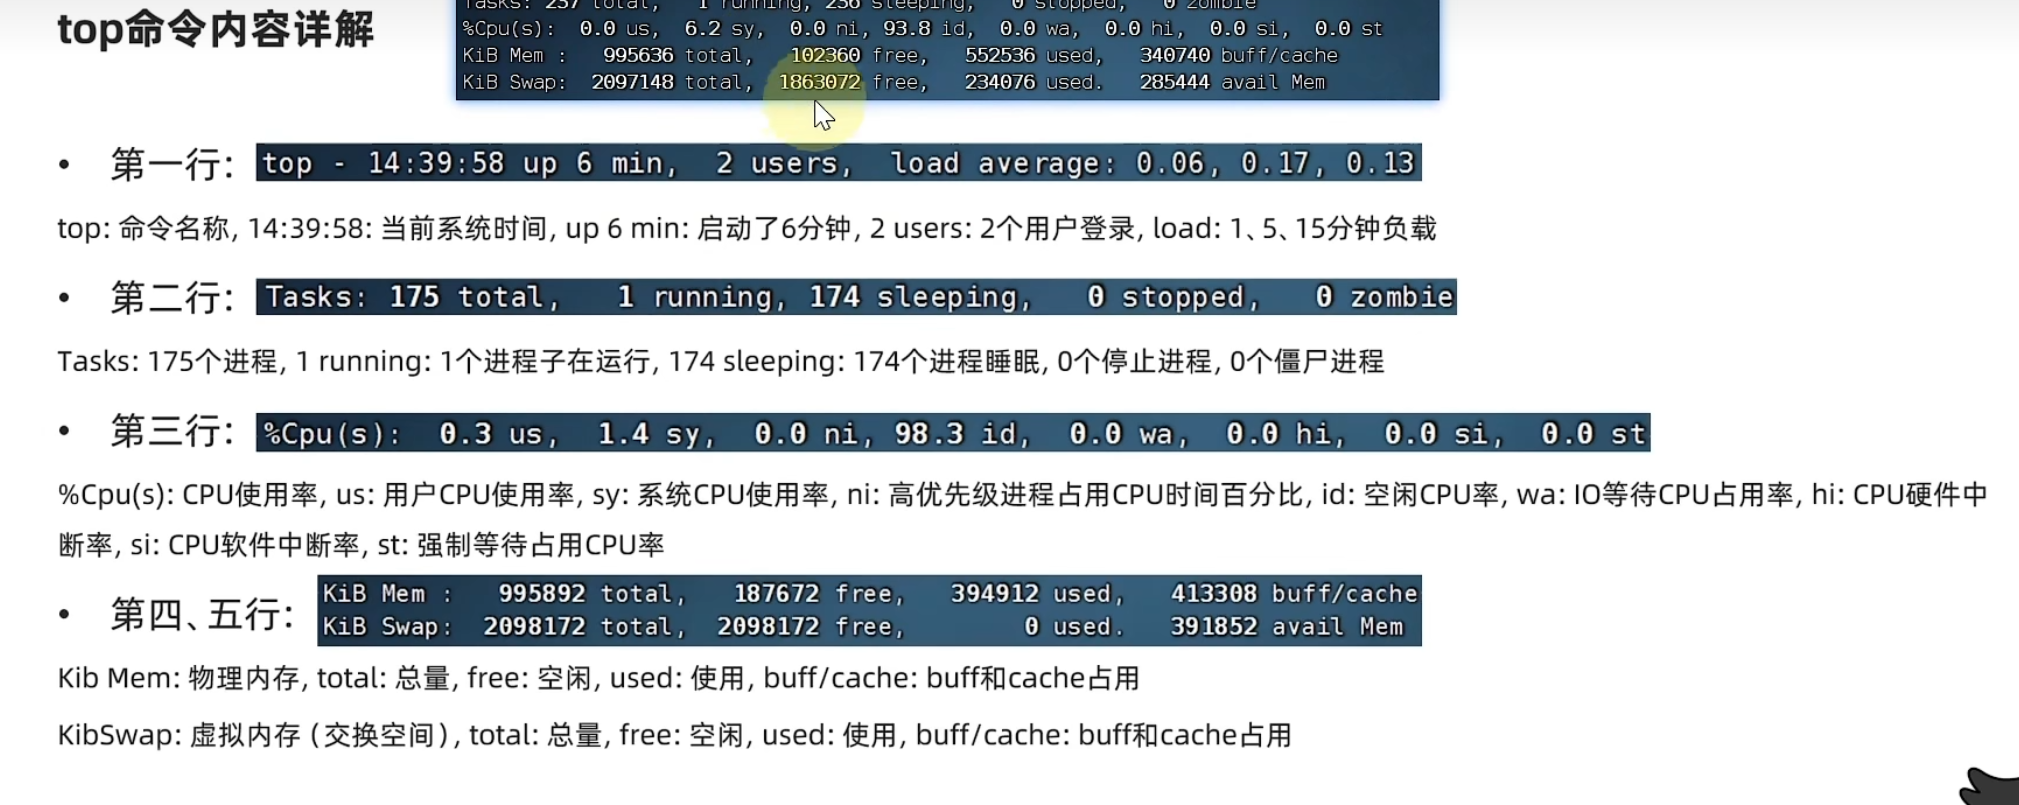 top命令内容详解
Tasks: 237 total, 1 running, 236 sleeping, 0 stopped, 0 zombie
%Cpu(s): 0.0 us, 6.2 sy, 0.0 ni, 93.8 id, 0.0 wa, 0.0 hi, 0.0 si, 0.0 st
KiB Mem : 995636 total, 102360 free, 552536 used, 340740 buff/cache
KiB Swap: 2097148 total, 1863072 free, 234076 used. 285444 avail Mem
• 第一行: top - 14:39:58 up 6 min, 2 users, load average: 0.06, 0.17, 0.13
top: 命令名称, 14:39:58: 当前系统时间, up 6 min: 启动了6分钟, 2 users: 2个用户登录, load: 1、5、15分钟负载
• 第二行: Tasks: 175 total, 1 running, 174 sleeping, 0 stopped, 0 zombie
Tasks: 175个进程, 1 running: 1个进程子在运行, 174 sleeping: 174个进程睡眠, 0个停止进程, 0个僵尸进程
• 第三行: %Cpu(s): 0.3 us, 1.4 sy, 0.0 ni, 98.3 id, 0.0 wa, 0.0 hi, 0.0 si, 0.0 st
%Cpu(s): CPU使用率, us: 用户CPU使用率, sy: 系统CPU使用率, ni: 高优先级进程占用CPU时间百分比, id: 空闲CPU率, wa: IO等待CPU占用率, hi: CPU硬件中
断率, si: CPU软件中断率, st: 强制等待占用CPU率
• 第四、五行: KiB Mem : 995892 total, 187672 free, 394912 used, 413308 buff/cache
KiB Swap: 2098172 total, 2098172 free, 0 used. 391852 avail Mem
Kib Mem: 物理内存, total: 总量, free: 空闲, used: 使用, buff/cache: buff和cache占用
KibSwap: 虚拟内存（交换空间）, total: 总量, free: 空闲, used: 使用, buff/cache: buff和cache占用